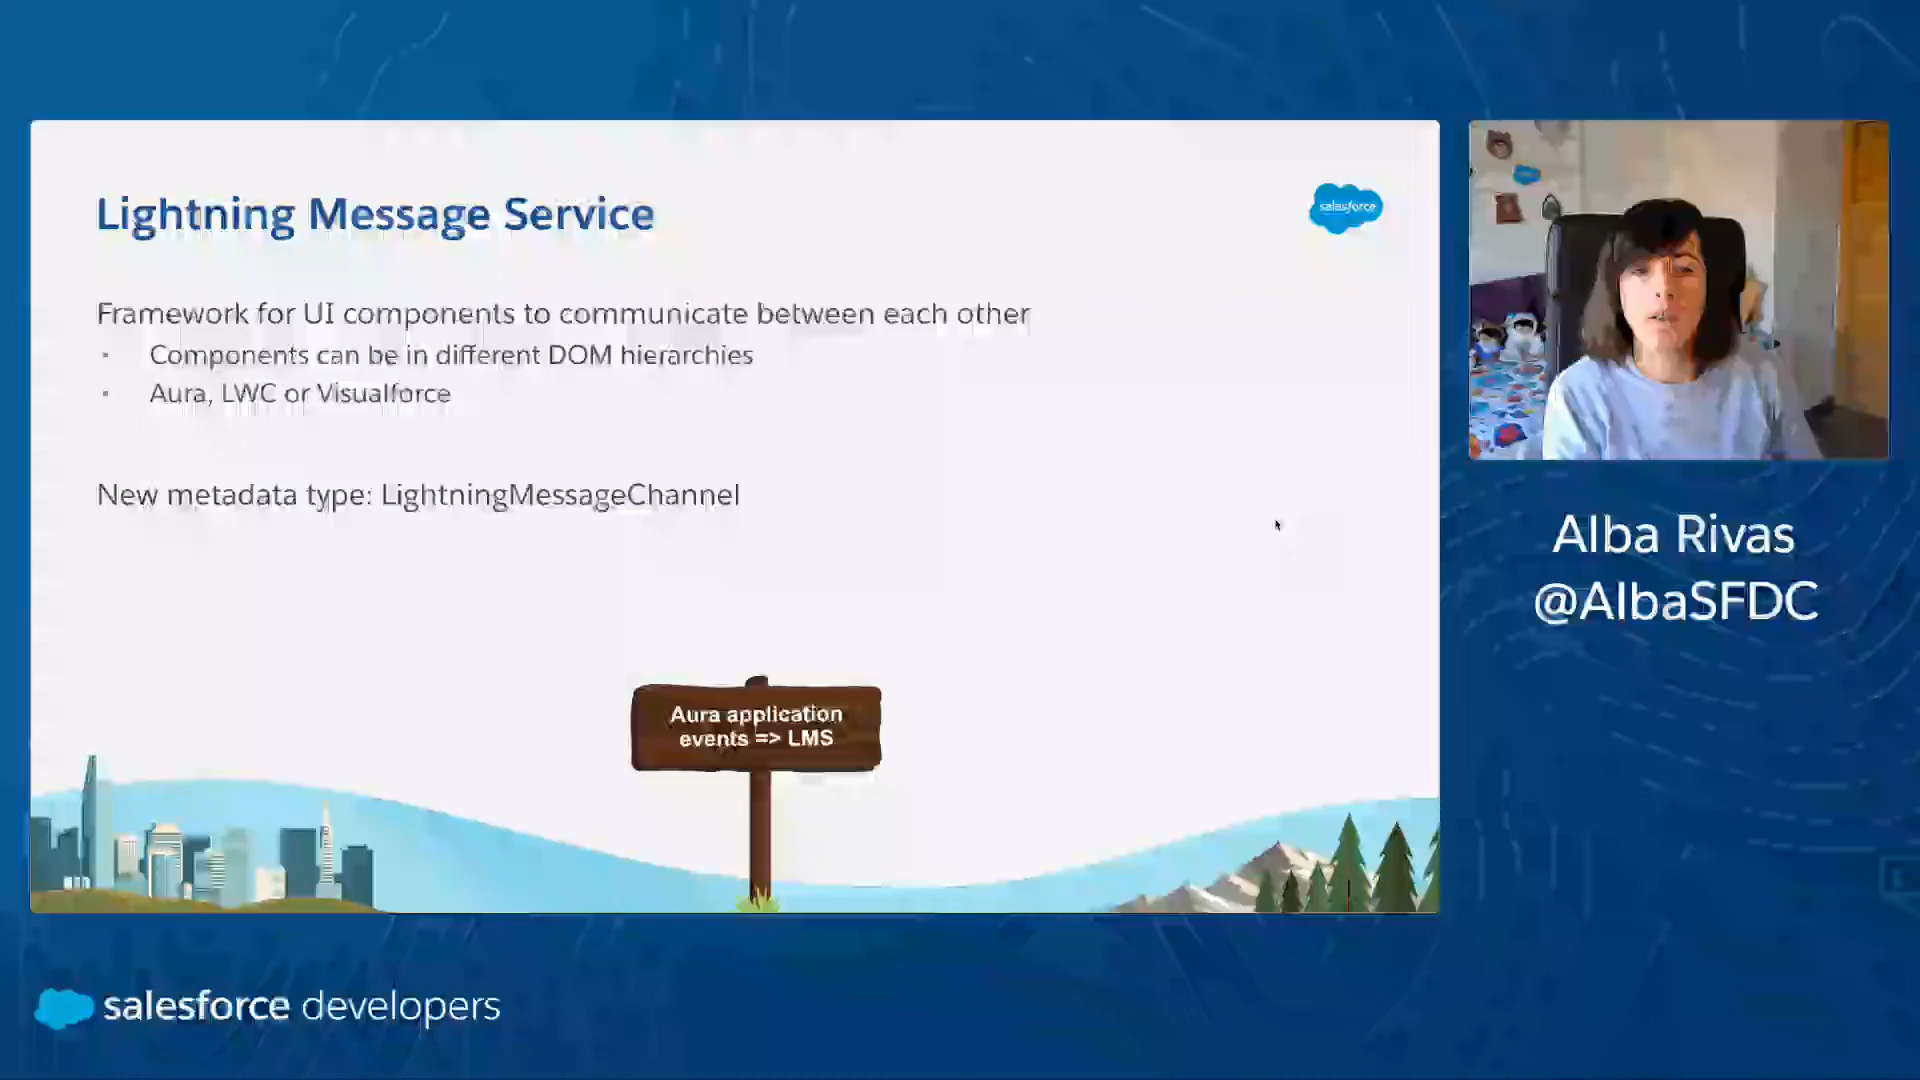 Lightning Message Service
salesforce
Framework for UI components to communicate between each other
Components can be in different DOM hierarchies
Aura, LWC or Visualforce
New metadata type: LightningMessageChannel
Aura application
events => LMS
Alba Rivas
@AlbaSFDC
salesforce developers